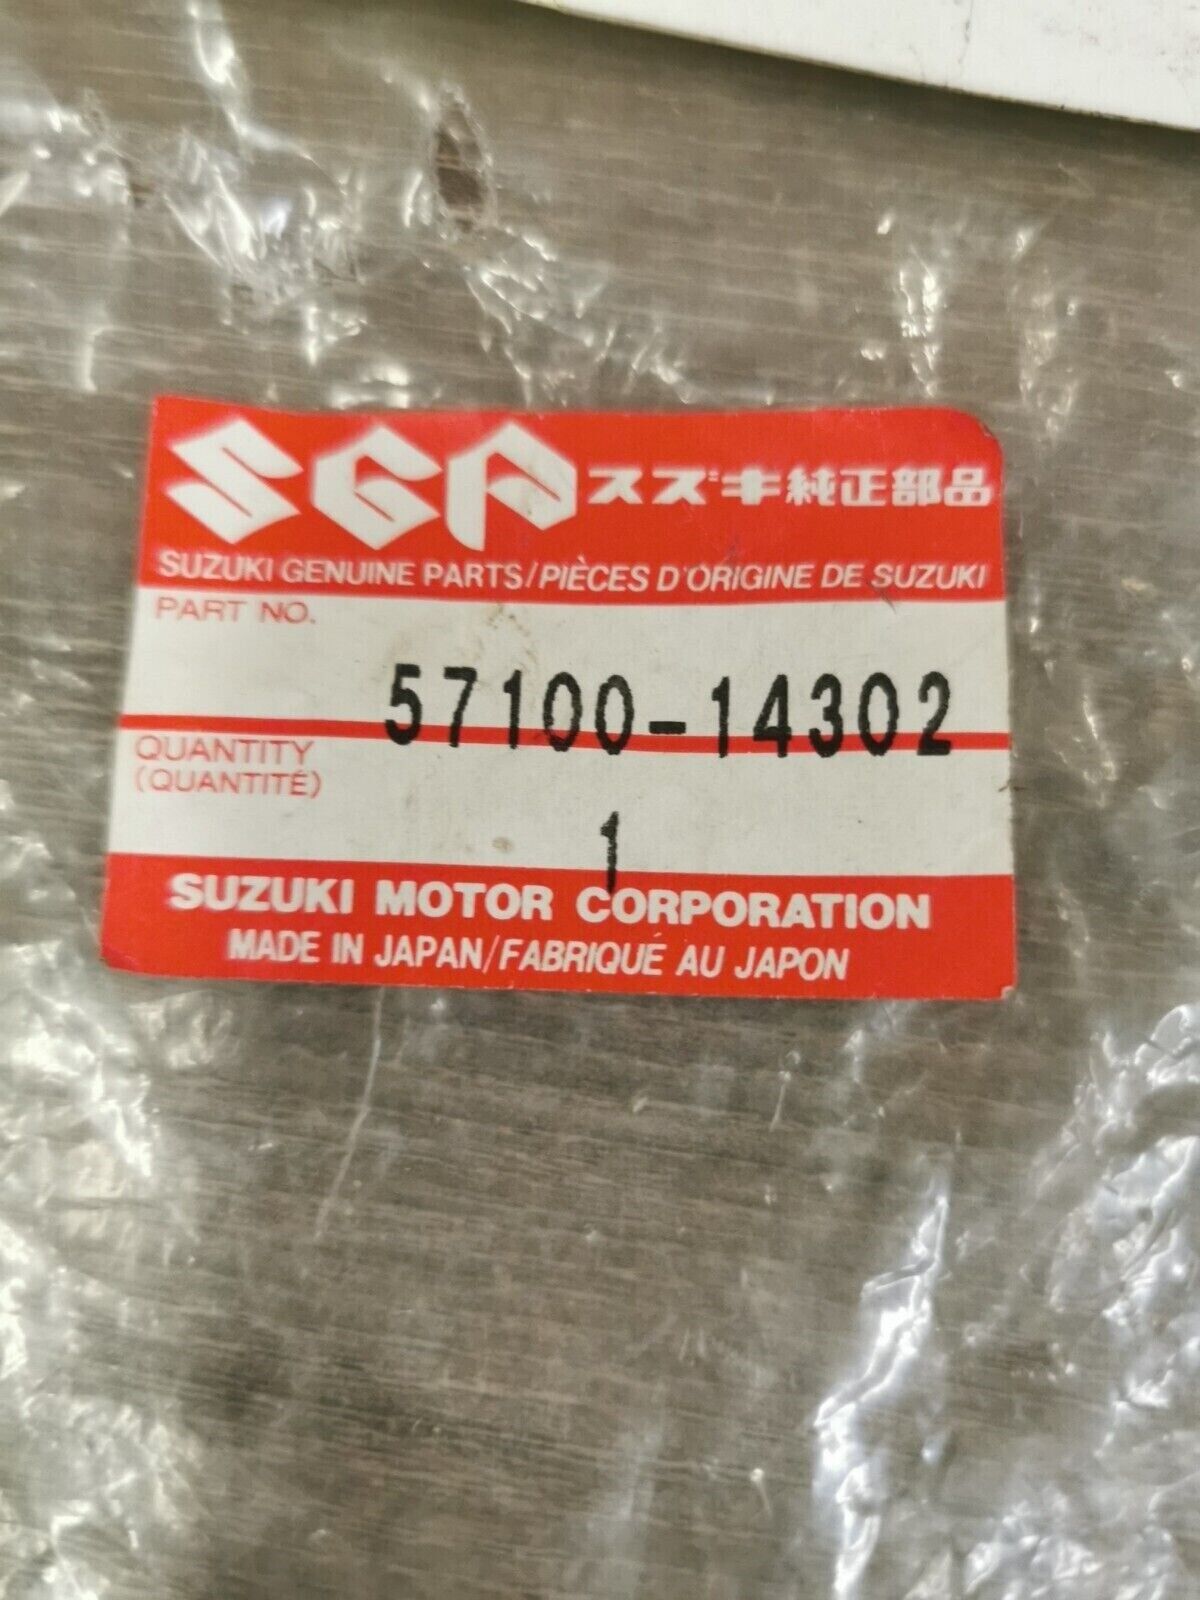 SGP スズキ純正部品
SUZUKI GENUINE PARTS/PIÈCES D'ORIGINE DE SUZUKI
PART NO.
57100-14302
QUANTITY
(QUANTITÉ)
1
SUZUKI MOTOR CORPORATION
MADE IN JAPAN/FABRIQUÉ AU JAPON